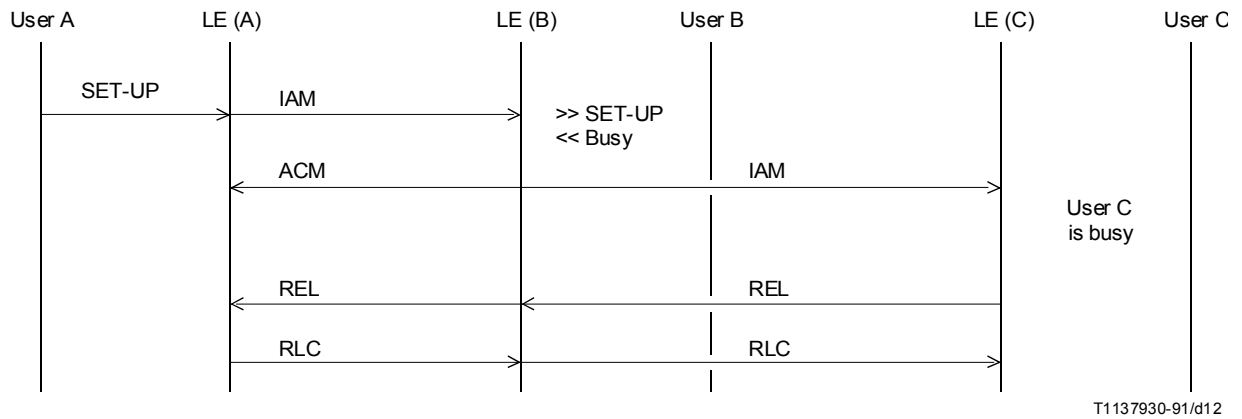 User A LE (A) LE (B) User B LE (C) User C
SET-UP IAM
>> SET-UP
<< Busy
ACM IAM
User C
is busy
REL REL
RLC RLC
T1137930-91/d12